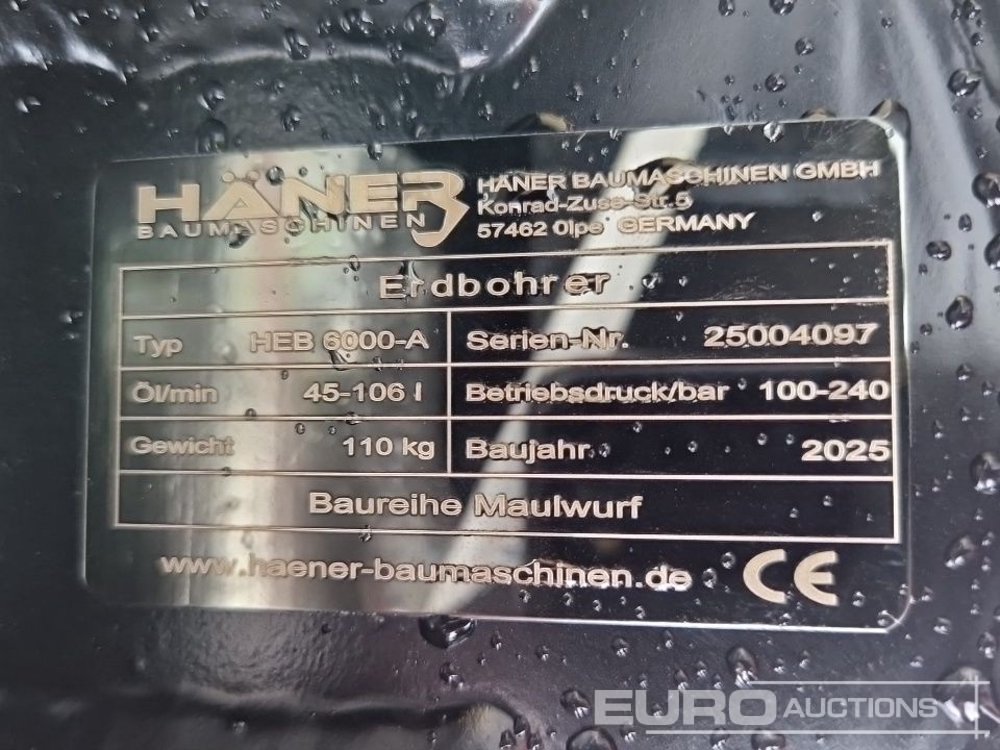 HÄNER
BAUMASCHINEN
HÄNER BAUMASCHINEN GMBH
Konrad-Zuse-Str.5
57462 Olpe GERMANY
Erdbohrer
Typ HEB 6000-A
Serien-Nr. 25004097
Öl/min 45-106 l
Betriebsdruck/bar 100-240
Gewicht 110 kg
Baujahr 2025
Baureihe Maulwurf
www.haener-baumaschinen.de CE
EURO AUCTIONS